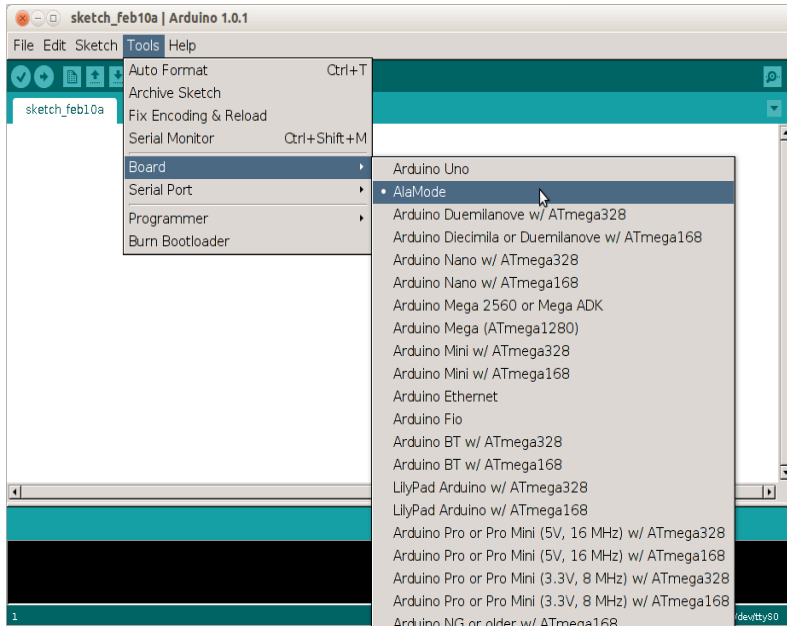 sketch_feb10a | Arduino 1.0.1
File Edit Sketch Tools Help
Auto Format Ctrl+T
Archive Sketch
sketch_feb10a
Fix Encoding & Reload
Serial Monitor Ctrl+Shift+M
Board
Serial Port
Programmer
Burn Bootloader
Arduino Uno
• AlaMode
Arduino Duemilanove w/ ATmega328
Arduino Diecimila or Duemilanove w/ ATmega168
Arduino Nano w/ ATmega328
Arduino Nano w/ ATmega168
Arduino Mega 2560 or Mega ADK
Arduino Mega (ATmega1280)
Arduino Mini w/ ATmega328
Arduino Mini w/ ATmega168
Arduino Ethernet
Arduino Fio
Arduino BT w/ ATmega328
Arduino BT w/ ATmega168
LilyPad Arduino w/ ATmega328
LilyPad Arduino w/ ATmega168
Arduino Pro or Pro Mini (5V, 16 MHz) w/ ATmega328
Arduino Pro or Pro Mini (5V, 16 MHz) w/ ATmega168
Arduino Pro or Pro Mini (3.3V, 8 MHz) w/ ATmega328
Arduino Pro or Pro Mini (3.3V, 8 MHz) w/ ATmega168
Arduino NG or older w/ ATmega168
1 /dev/ttyS0